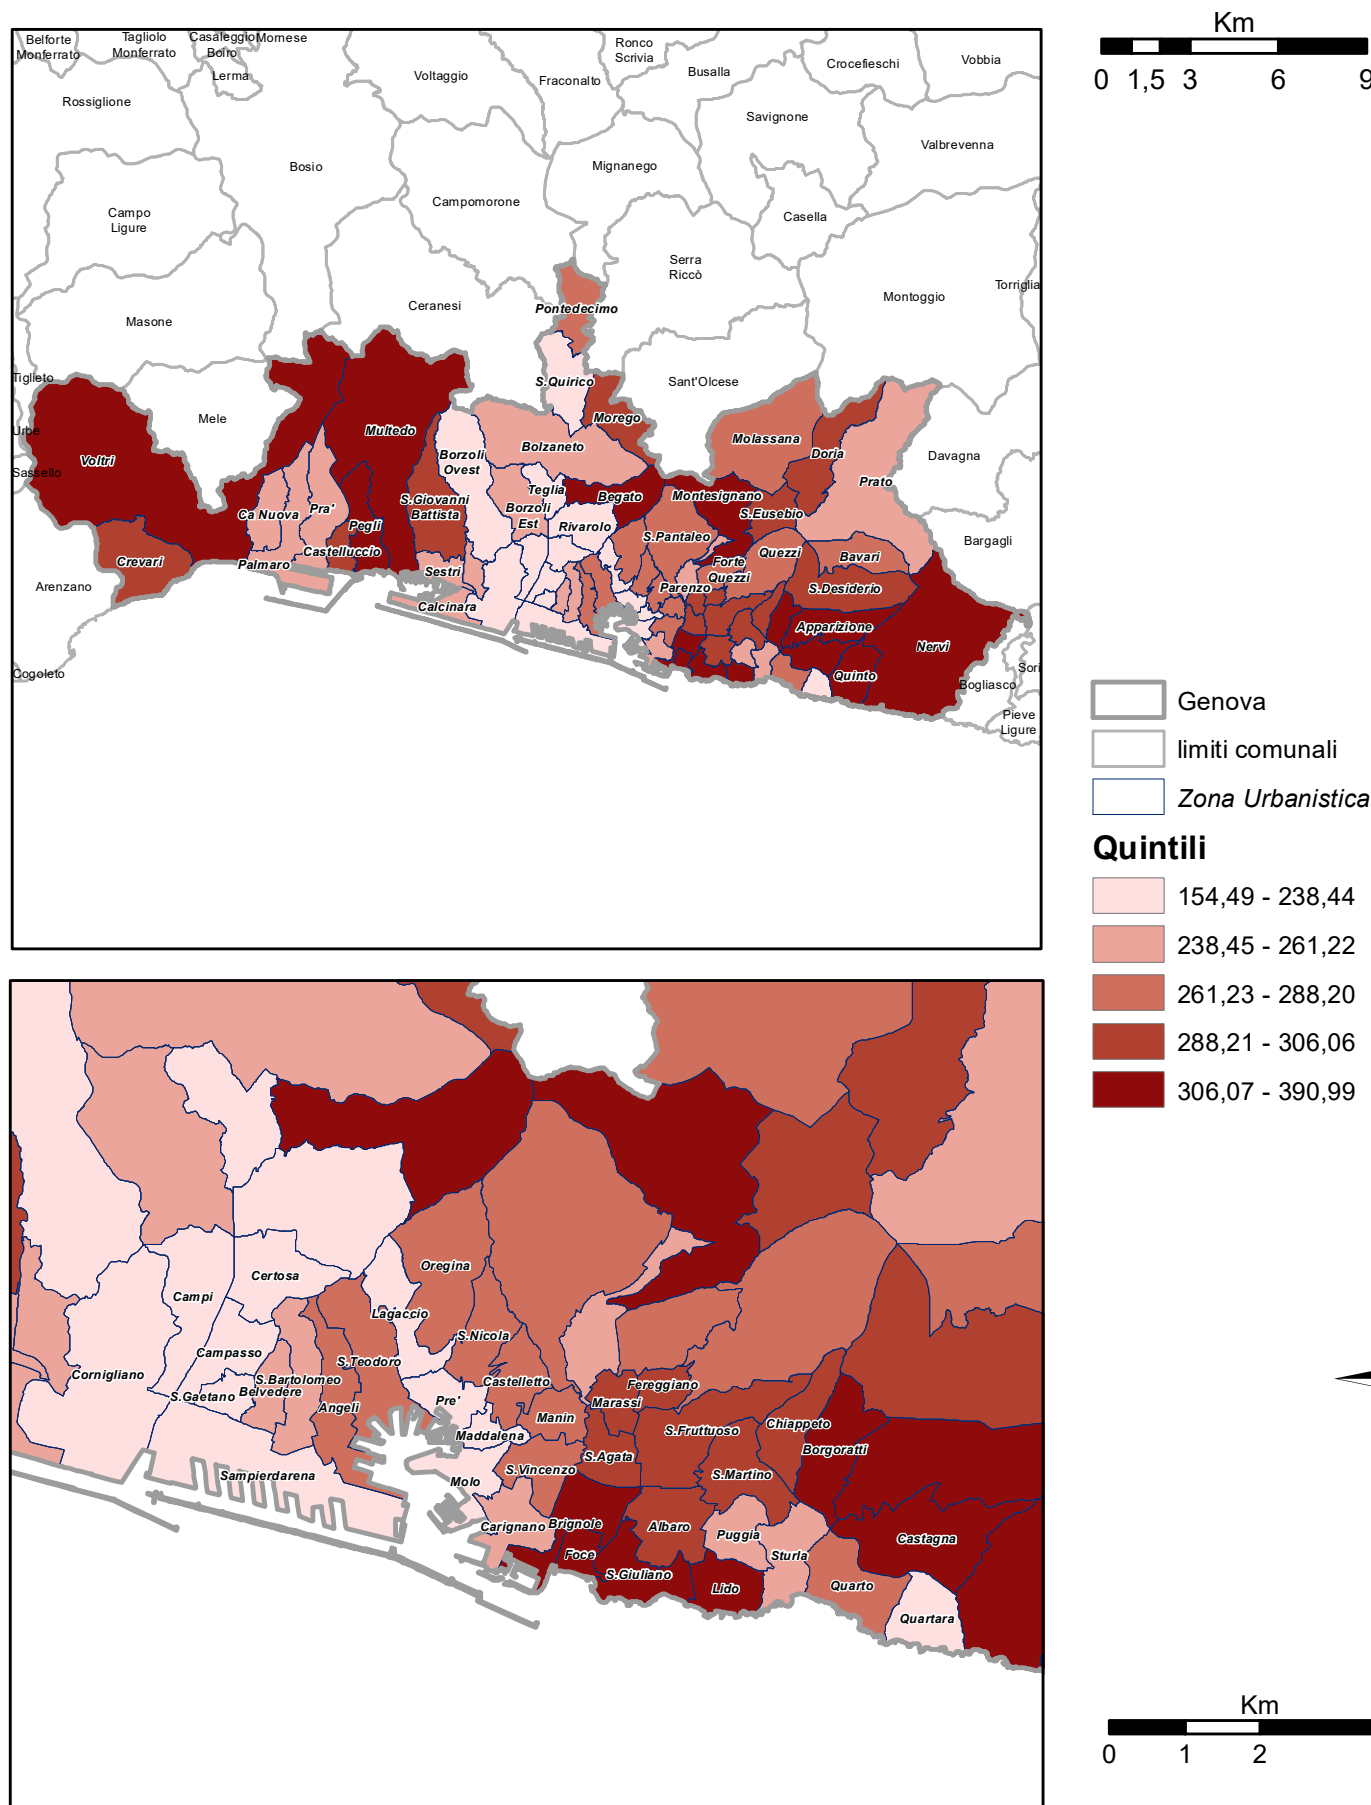 Km
0 1,5 3 6 9
Belforte
Monferrato
Tagliolo
Monferrato
Casaleggio
Boiro
Mornese
Lerma
Rossiglione
Voltaggio
Fraconalto
Ronco
Scrivia
Busalla
Crocefieschi
Vobbia
Savignone
Valbrevenna
Bosio
Mignanego
Campo
Ligure
Campomorone
Casella
Serra
Riccò
Montoggio
Torriglia
Masone
Ceranesi
Pontedecimo
Tiglieto
Mele
S.Quirico
Sant'Olcese
Urbe
Sassello
Voltri
Multedo
Morego
Borzoli
Ovest
Bolzaneto
Molassana
Doria
Davagna
Prato
Ca Nuova
Pra'
Pegli
S.Giovanni
Battista
Teglia
Borzoli
Est
Begato
Rivarolo
Montesignano
S.Eusebio
S.Pantaleo
Bargagli
Crevari
Palmaro
Castelluccio
Sestri
Forte
Quezzi
Quezzi
Bavari
Arenzano
Calcinara
Parenzo
S.Desiderio
Apparizione
Nervi
Cogoleto
Quinto
Sori
Bogliasco
Pieve
Ligure
Genova
limiti comunali
Zona Urbanistica
Quintili
154,49 - 238,44
238,45 - 261,22
261,23 - 288,20
288,21 - 306,06
306,07 - 390,99
Oregina
Certosa
Campi
Lagaccio
S.Nicola
Campasso
S.Teodoro
Cornigliano
S.Bartolomeo
S.Gaetano
Belvedere
Castelletto
Fereggiano
Angeli
Pre'
Marassi
Manin
Maddalena
S.Fruttuoso
Chiappeto
Borgoratti
S.Agata
Sampierdarena
Molo
S.Vincenzo
S.Martino
Carignano
Brignole
Albaro
Puggia
Castagna
Foce
Sturla
S.Giuliano
Lido
Quarto
Quartara
Km
0 1 2